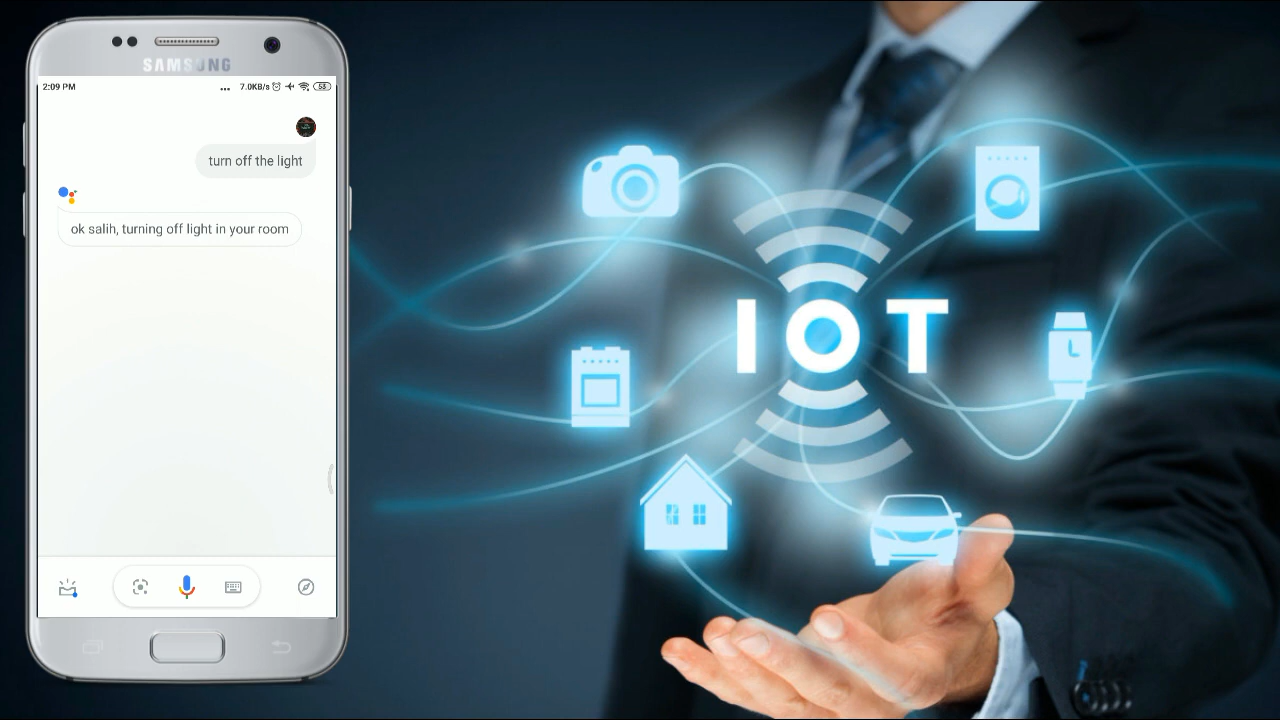 SAMSUNG
2:09 PM ... 7.0KB/s 53
turn off the light
ok salih, turning off light in your room
IOT